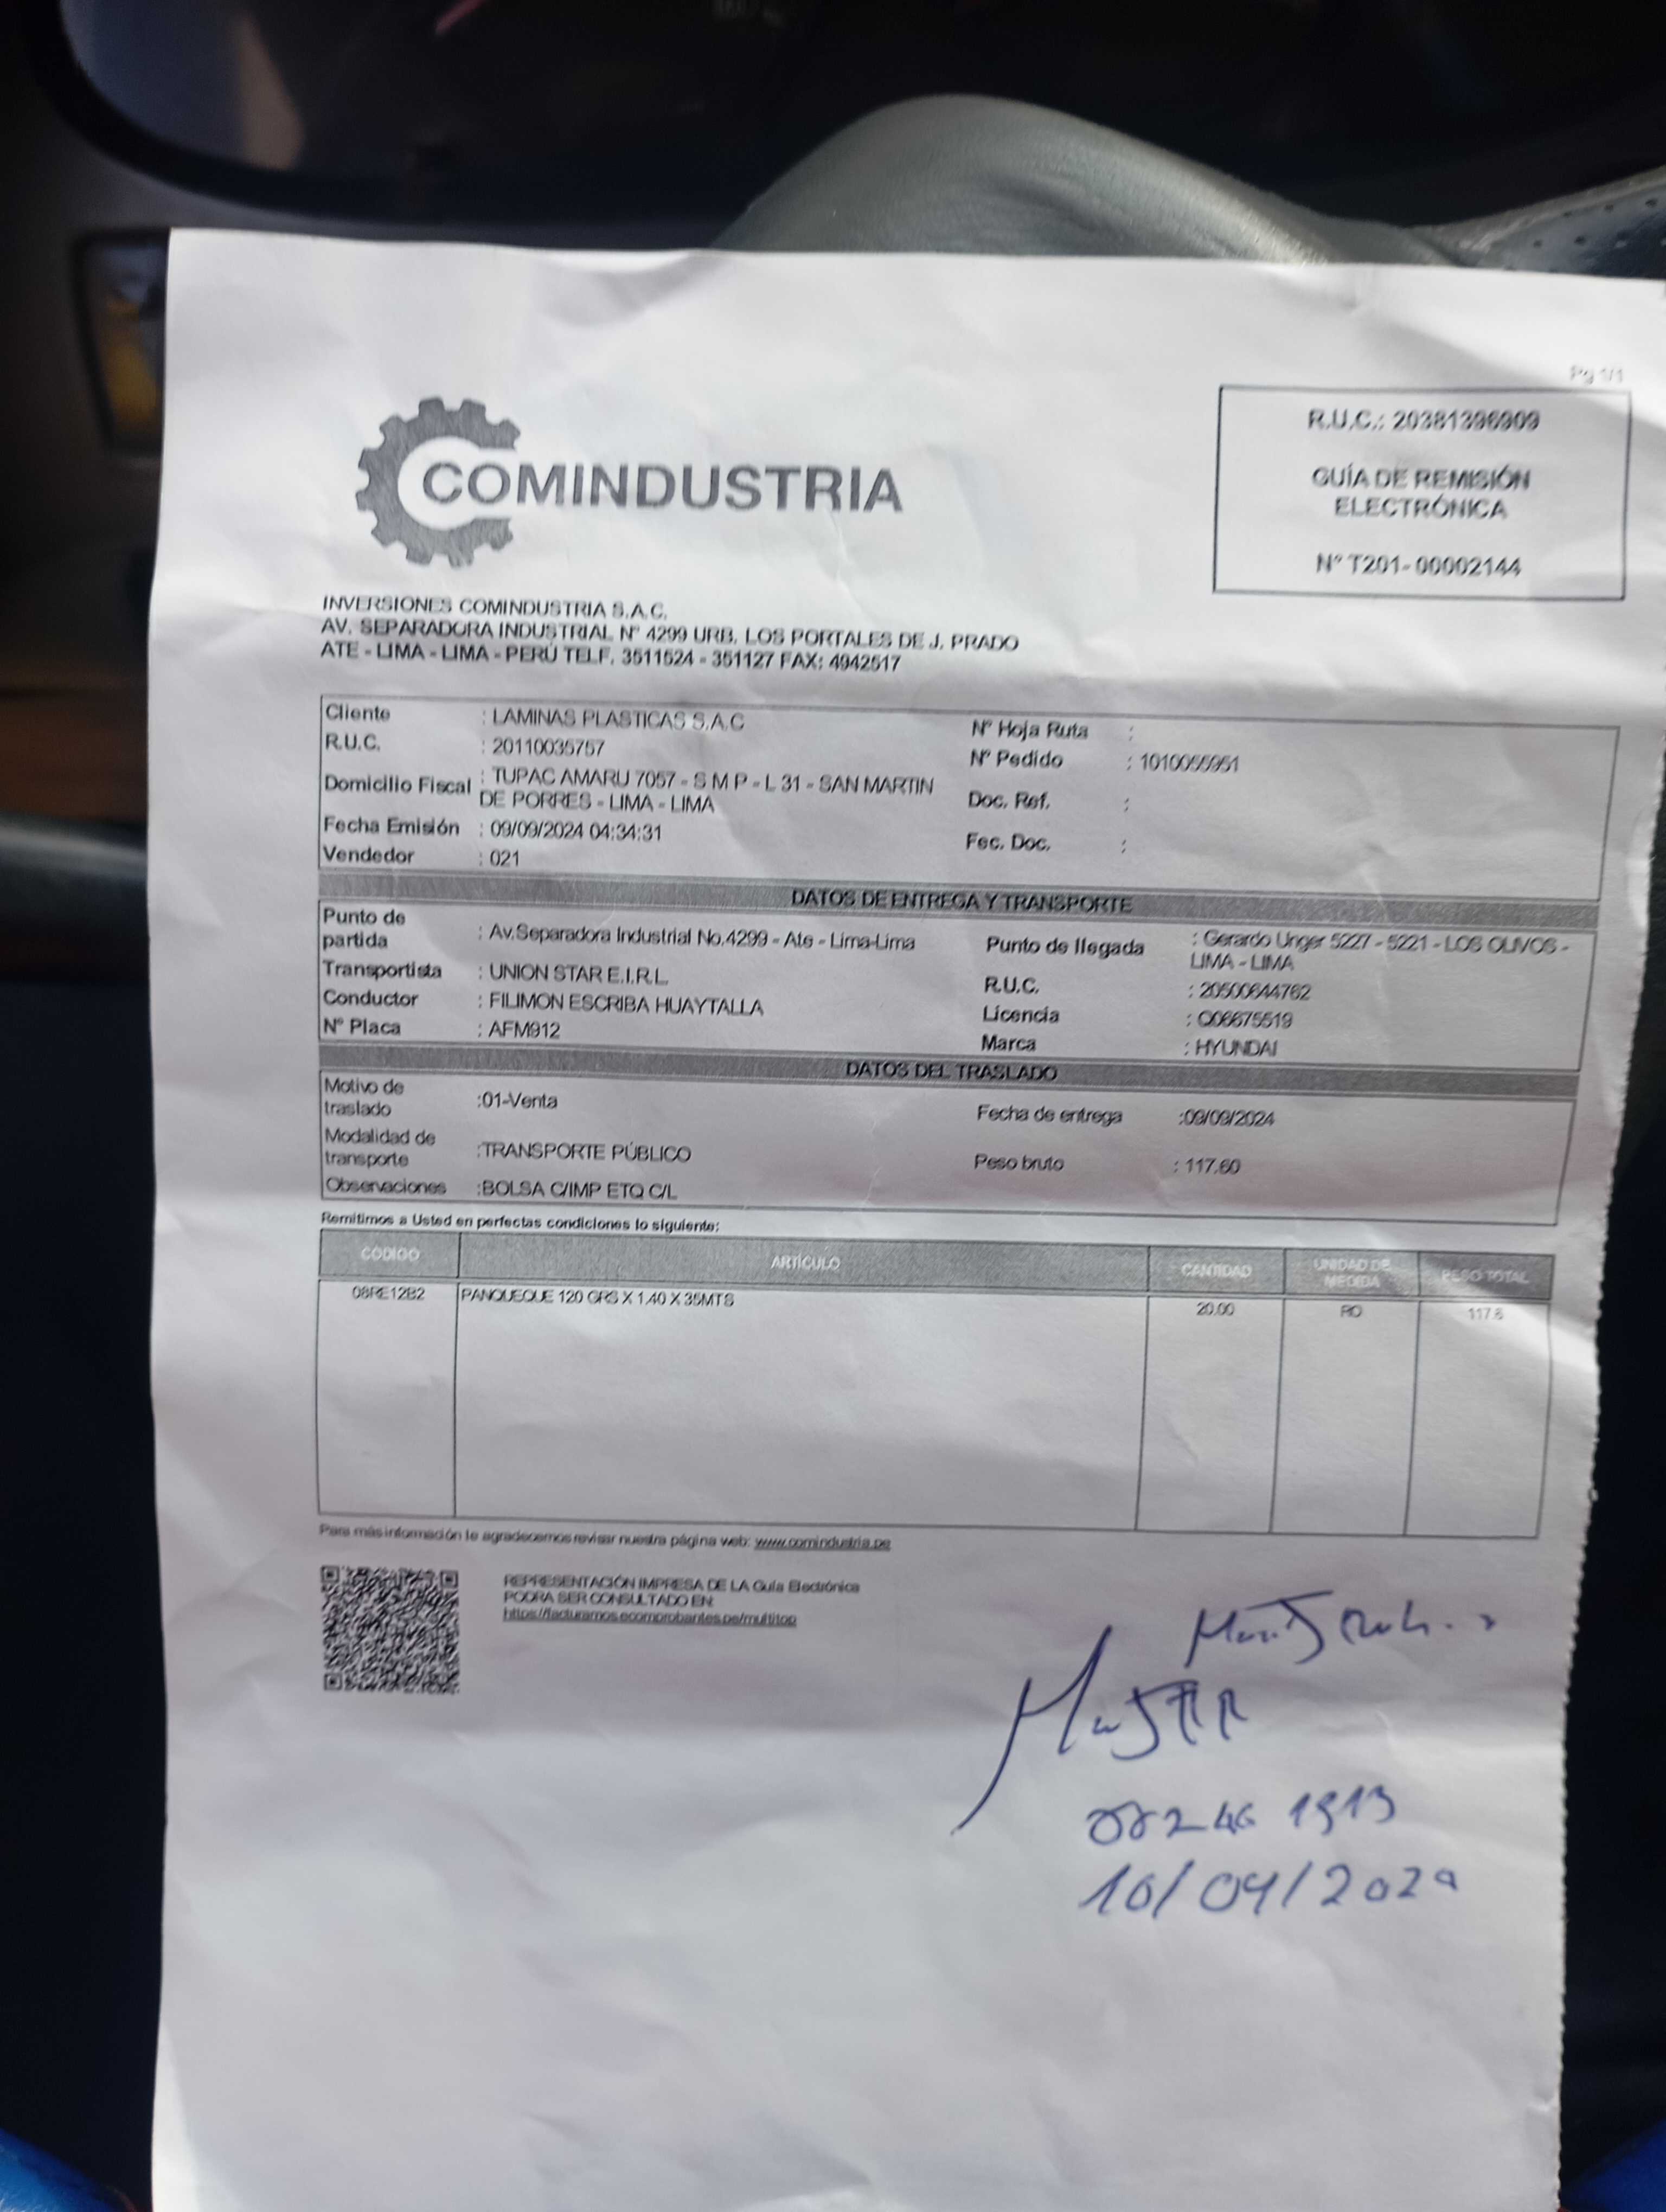 Pg 1/1
COMINDUSTRIA
R.U.C.: 20381396909
GUÍA DE REMISIÓN
ELECTRÓNICA
N° T201- 00002144
INVERSIONES COMINDUSTRIA S.A.C.
AV. SEPARADORA INDUSTRIAL N° 4299 URB. LOS PORTALES DE J. PRADO
ATE - LIMA - LIMA - PERÚ TELF. 3511524 - 351127 FAX: 4942517
Cliente : LAMINAS PLASTICAS S.A.C
R.U.C. : 20110035757
Domicilio Fiscal : TUPAC AMARU 7057 - S M P - L 31 - SAN MARTIN
DE PORRES - LIMA - LIMA
Fecha Emisión : 09/09/2024 04:34:31
Vendedor : 021
N° Hoja Ruta :
N° Pedido : 1010055951
Doc. Ref. :
Fec. Doc. :
DATOS DE ENTREGA Y TRANSPORTE
Punto de
partida : Av.Separadora Industrial No.4299 - Ate - Lima-Lima
Transportista : UNION STAR E.I.R.L.
Conductor : FILIMON ESCRIBA HUAYTALLA
N° Placa : AFM912
Punto de llegada : Gerardo Unger 5227 - 5221 - LOS OLIVOS -
LIMA - LIMA
R.U.C. : 20500644762
Licencia : Q06675519
Marca : HYUNDAI
DATOS DEL TRASLADO
Motivo de
traslado :01-Venta
Modalidad de
transporte :TRANSPORTE PÚBLICO
Observaciones :BOLSA C/IMP ETQ C/L
Fecha de entrega :09/09/2024
Peso bruto : 117.60
Remitimos a Usted en perfectas condiciones lo siguiente:
CÓDIGO ARTÍCULO CANTIDAD UNIDAD DE MEDIDA PESO TOTAL
08RE12B2 PANQUEQUE 120 GRS X 1.40 X 35MTS 20.00 RO 117.6
Para más información le agradecemos revisar nuestra página web: www.comindustria.pe
REPRESENTACIÓN IMPRESA DE LA Guía Electrónica
PODRA SER CONSULTADO EN:
https://facturamos.ecomprobantes.pe/multitop
10/09/2024